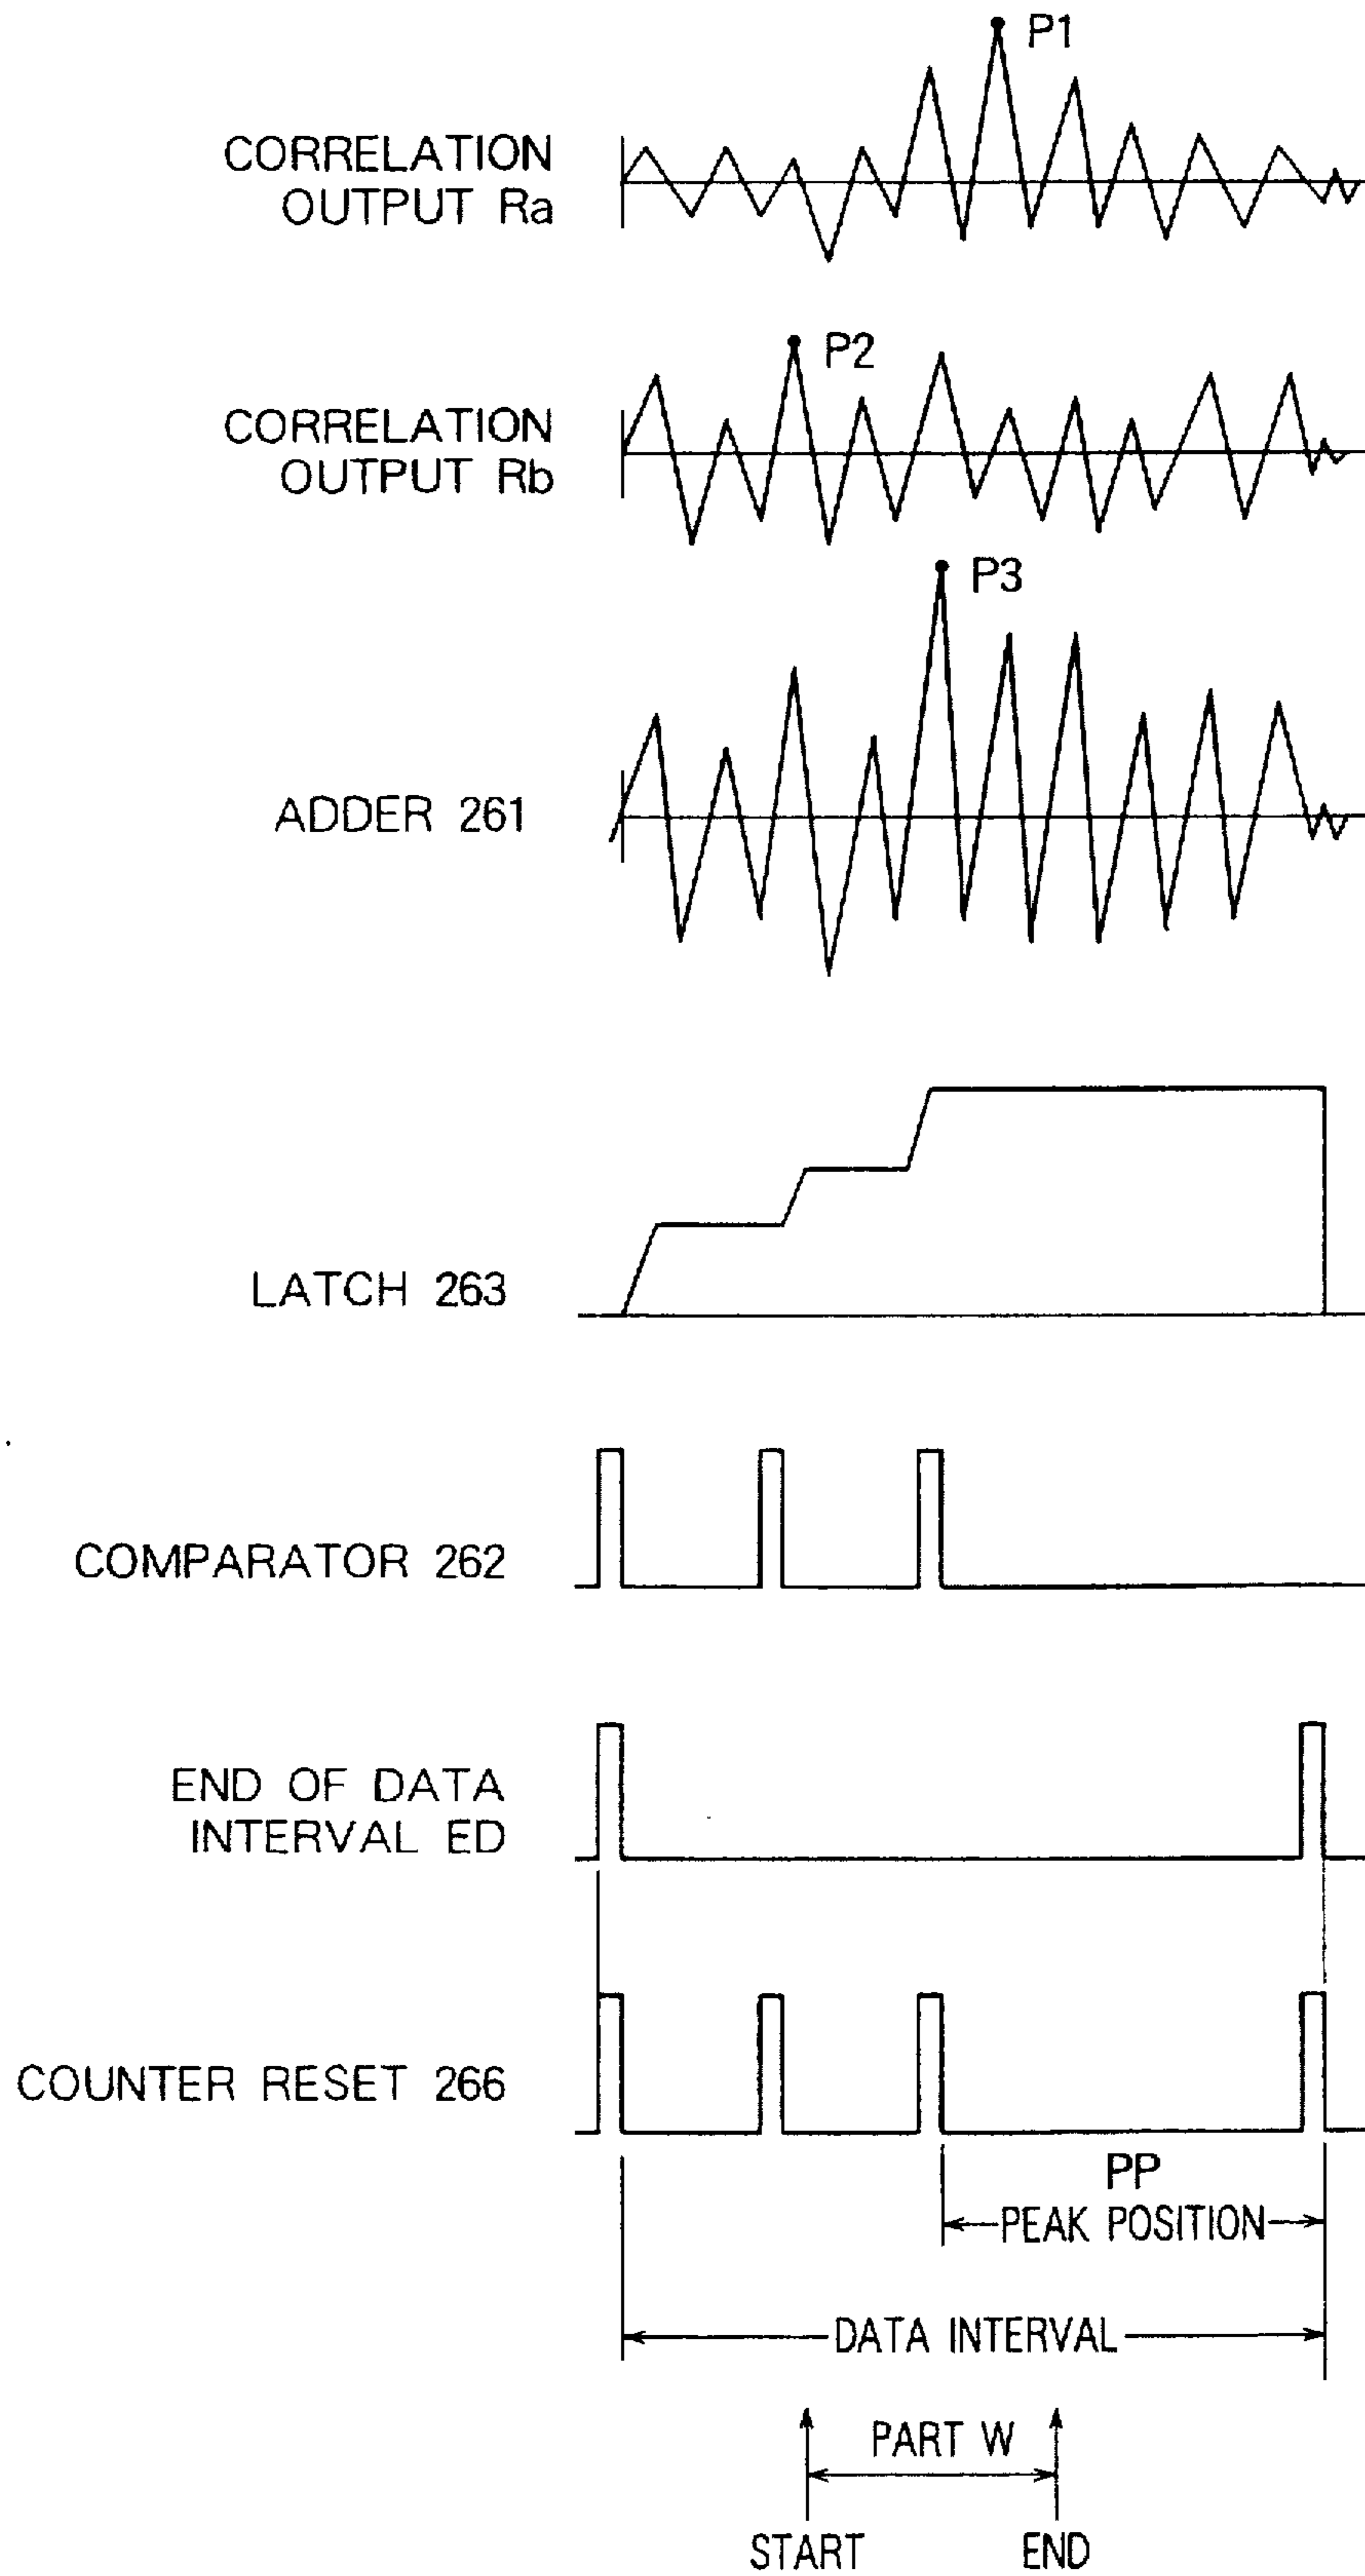 P1
CORRELATION
OUTPUT Ra
P2
CORRELATION
OUTPUT Rb
P3
ADDER 261
LATCH 263
COMPARATOR 262
END OF DATA
INTERVAL ED
COUNTER RESET 266
PP
PEAK POSITION
DATA INTERVAL
PART W
START END